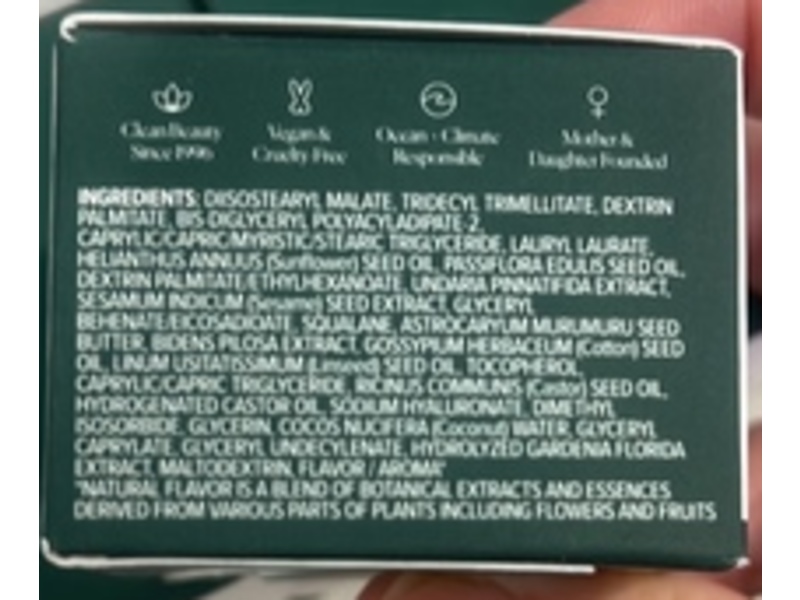 Clean Beauty
Since 1996
Vegan &
Cruelty Free
Ocean + Climate
Responsible
Mother &
Daughter Founded
INGREDIENTS: DIISOSTEARYL MALATE, TRIDECYL TRIMELLITATE, DEXTRIN
PALMITATE, BIS-DIGLYCERYL POLYACYLADIPATE-2,
CAPRYLIC/CAPRIC/MYRISTIC/STEARIC TRIGLYCERIDE, LAURYL LAURATE,
HELIANTHUS ANNUUS (Sunflower) SEED OIL, PASSIFLORA EDULIS SEED OIL,
DEXTRIN PALMITATE/ETHYLHEXANOATE, UNDARIA PINNATIFIDA EXTRACT,
SESAMUM INDICUM (Sesame) SEED EXTRACT, GLYCERYL
BEHENATE/EICOSADIOATE, SQUALANE, ASTROCARYUM MURUMURU SEED
BUTTER, BIDENS PILOSA EXTRACT, GOSSYPIUM HERBACEUM (Cotton) SEED
OIL, LINUM USITATISSIMUM (Linseed) SEED OIL, TOCOPHEROL,
CAPRYLIC/CAPRIC TRIGLYCERIDE, RICINUS COMMUNIS (Castor) SEED OIL,
HYDROGENATED CASTOR OIL, SODIUM HYALURONATE, DIMETHYL
ISOSORBIDE, GLYCERIN, COCOS NUCIFERA (Coconut) WATER, GLYCERYL
CAPRYLATE, GLYCERYL UNDECYLENATE, HYDROLYZED GARDENIA FLORIDA
EXTRACT, MALTODEXTRIN, FLAVOR / AROMA*
*NATURAL FLAVOR IS A BLEND OF BOTANICAL EXTRACTS AND ESSENCES
DERIVED FROM VARIOUS PARTS OF PLANTS INCLUDING FLOWERS AND FRUITS